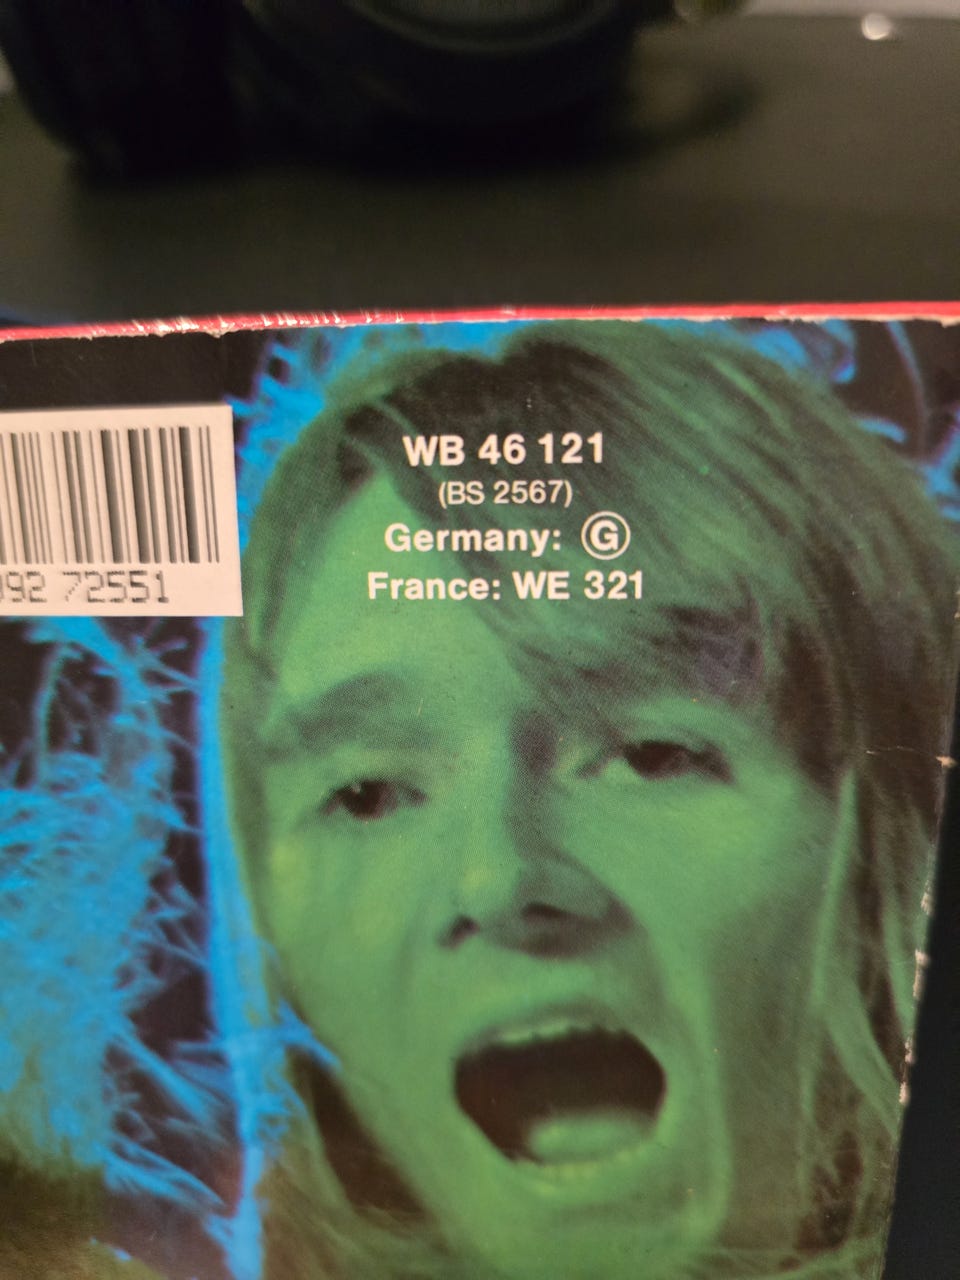 WB 46 121
(BS 2567)
Germany: Ⓖ
France: WE 321
92 72551